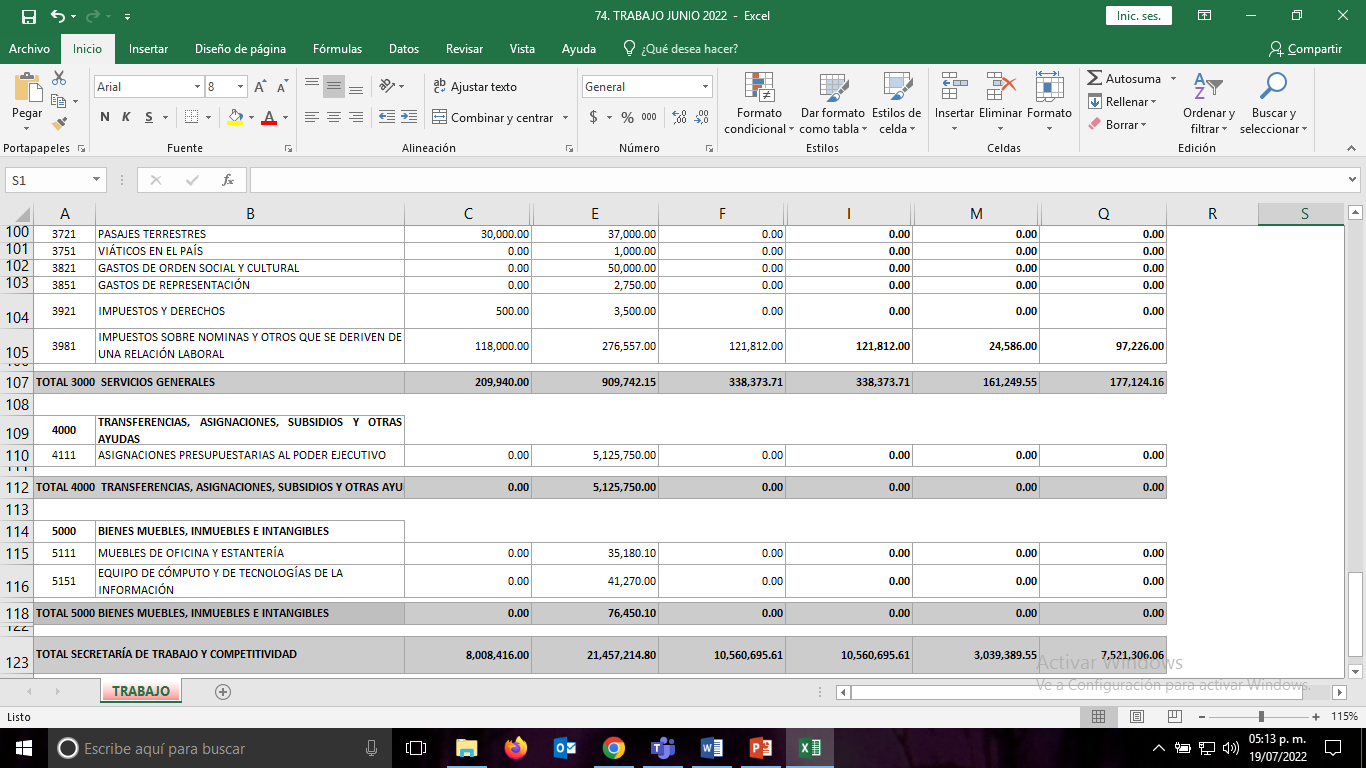 74. TRABAJO JUNIO 2022 - Excel
Inic. ses.
Archivo Inicio Insertar Diseño de página Fórmulas Datos Revisar Vista Ayuda ¿Qué desea hacer? Compartir
Pegar
Arial 8
Ajustar texto
General
Formato condicional
Dar formato como tabla
Estilos de celda
Insertar Eliminar Formato
Autosuma
Rellenar
Borrar
Ordenar y filtrar
Buscar y seleccionar
N K S
Combinar y centrar
$ % 000
Portapapeles Fuente Alineación Número Estilos Celdas Edición
S1 fx
A B C E F I M Q R S
100 3721 PASAJES TERRESTRES 30,000.00 37,000.00 0.00 0.00 0.00 0.00
101 3751 VIÁTICOS EN EL PAÍS 0.00 1,000.00 0.00 0.00 0.00 0.00
102 3821 GASTOS DE ORDEN SOCIAL Y CULTURAL 0.00 50,000.00 0.00 0.00 0.00 0.00
103 3851 GASTOS DE REPRESENTACIÓN 0.00 2,750.00 0.00 0.00 0.00 0.00
104 3921 IMPUESTOS Y DERECHOS 500.00 3,500.00 0.00 0.00 0.00 0.00
105 3981 IMPUESTOS SOBRE NOMINAS Y OTROS QUE SE DERIVEN DE
UNA RELACIÓN LABORAL 118,000.00 276,557.00 121,812.00 121,812.00 24,586.00 97,226.00
107 TOTAL 3000 SERVICIOS GENERALES 209,940.00 909,742.15 338,373.71 338,373.71 161,249.55 177,124.16
108
109 4000 TRANSFERENCIAS, ASIGNACIONES, SUBSIDIOS Y OTRAS
AYUDAS
110 4111 ASIGNACIONES PRESUPUESTARIAS AL PODER EJECUTIVO 0.00 5,125,750.00 0.00 0.00 0.00 0.00
112 TOTAL 4000 TRANSFERENCIAS, ASIGNACIONES, SUBSIDIOS Y OTRAS AYU 0.00 5,125,750.00 0.00 0.00 0.00 0.00
113
114 5000 BIENES MUEBLES, INMUEBLES E INTANGIBLES
115 5111 MUEBLES DE OFICINA Y ESTANTERÍA 0.00 35,180.10 0.00 0.00 0.00 0.00
116 5151 EQUIPO DE CÓMPUTO Y DE TECNOLOGÍAS DE LA
INFORMACIÓN 0.00 41,270.00 0.00 0.00 0.00 0.00
118 TOTAL 5000 BIENES MUEBLES, INMUEBLES E INTANGIBLES 0.00 76,450.10 0.00 0.00 0.00 0.00
123 TOTAL SECRETARÍA DE TRABAJO Y COMPETITIVIDAD 8,008,416.00 21,457,214.80 10,560,695.61 10,560,695.61 3,039,389.55 7,521,306.06
Activar Windows
Ve a Configuración para activar Windows.
TRABAJO
Listo 115%
Escribe aquí para buscar
05:13 p. m.
19/07/2022